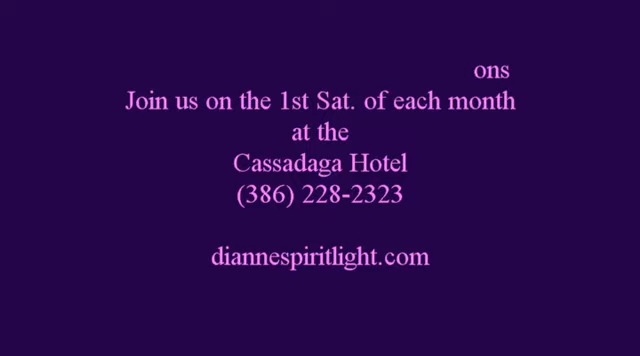 ons
Join us on the 1st Sat. of each month
at the
Cassadaga Hotel
(386) 228-2323
diannespiritlight.com